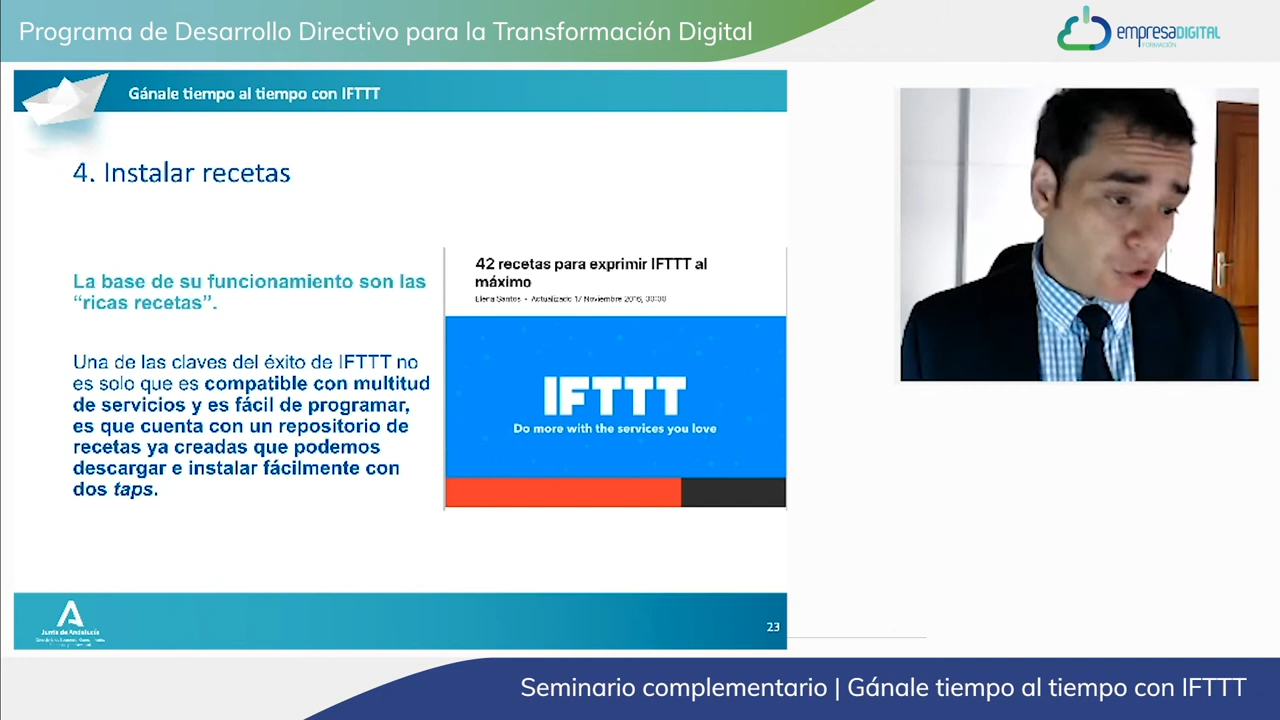 Programa de Desarrollo Directivo para la Transformación Digital
empresaDIGITAL
FORMACIÓN
Gánale tiempo al tiempo con IFTTT
4. Instalar recetas
La base de su funcionamiento son las
“ricas recetas”.
Una de las claves del éxito de IFTTT no
es solo que es compatible con multitud
de servicios y es fácil de programar,
es que cuenta con un repositorio de
recetas ya creadas que podemos
descargar e instalar fácilmente con
dos taps.
42 recetas para exprimir IFTTT al
máximo
Elena Santos • Actualizado 17 Noviembre 2016, 00:00
IFTTT
Do more with the services you love
Junta de Andalucía
23
Seminario complementario | Gánale tiempo al tiempo con IFTTT